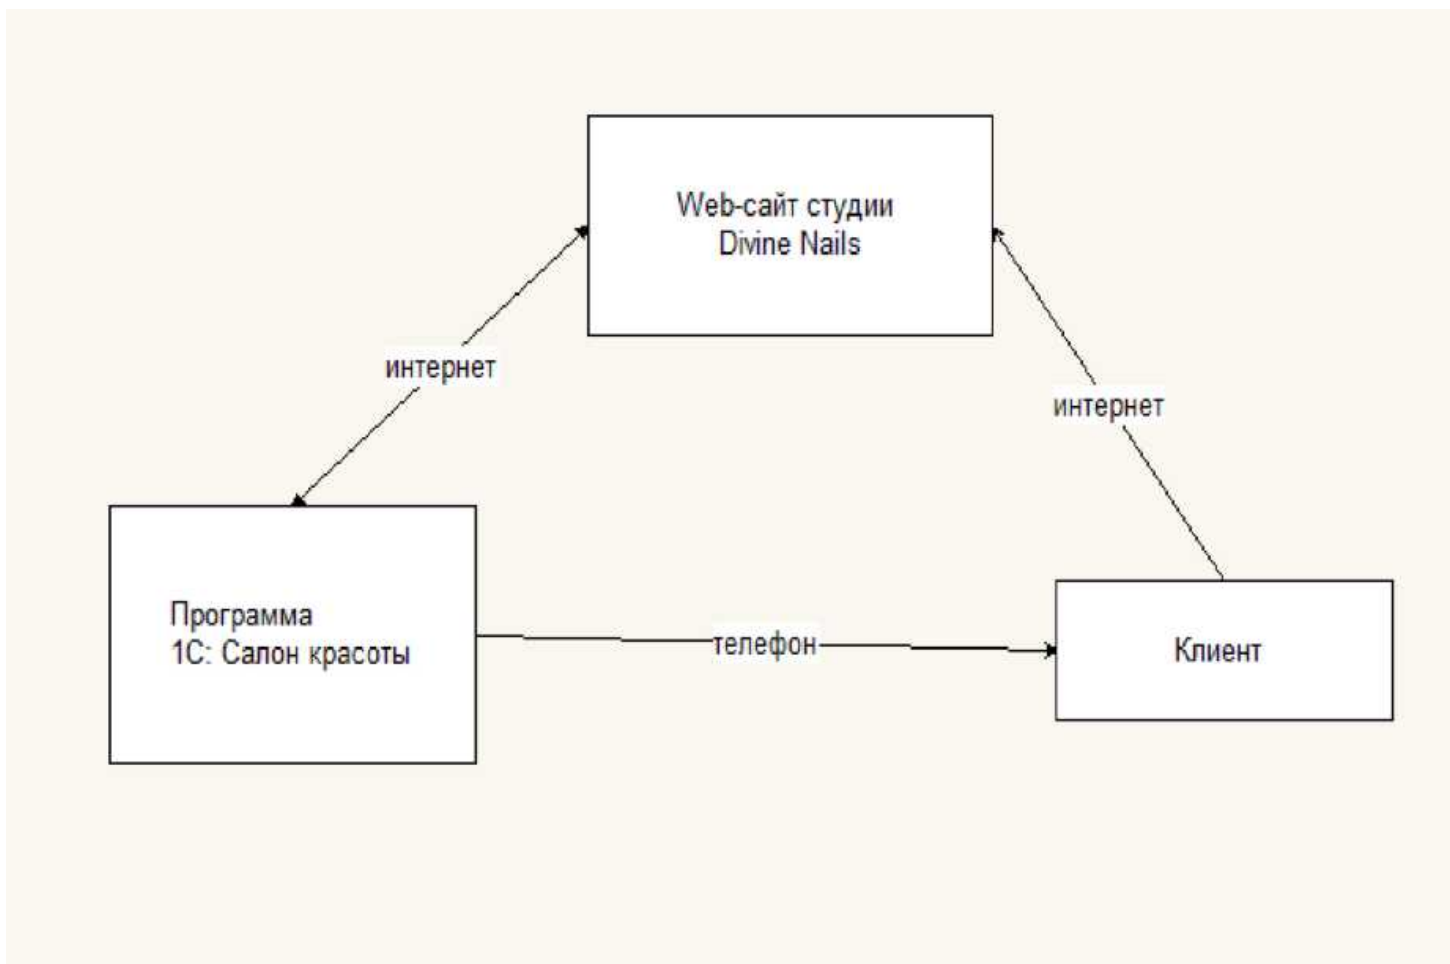 Web-сайт студии
Divine Nails
интернет
интернет
Программа
1С: Салон красоты
телефон
Клиент